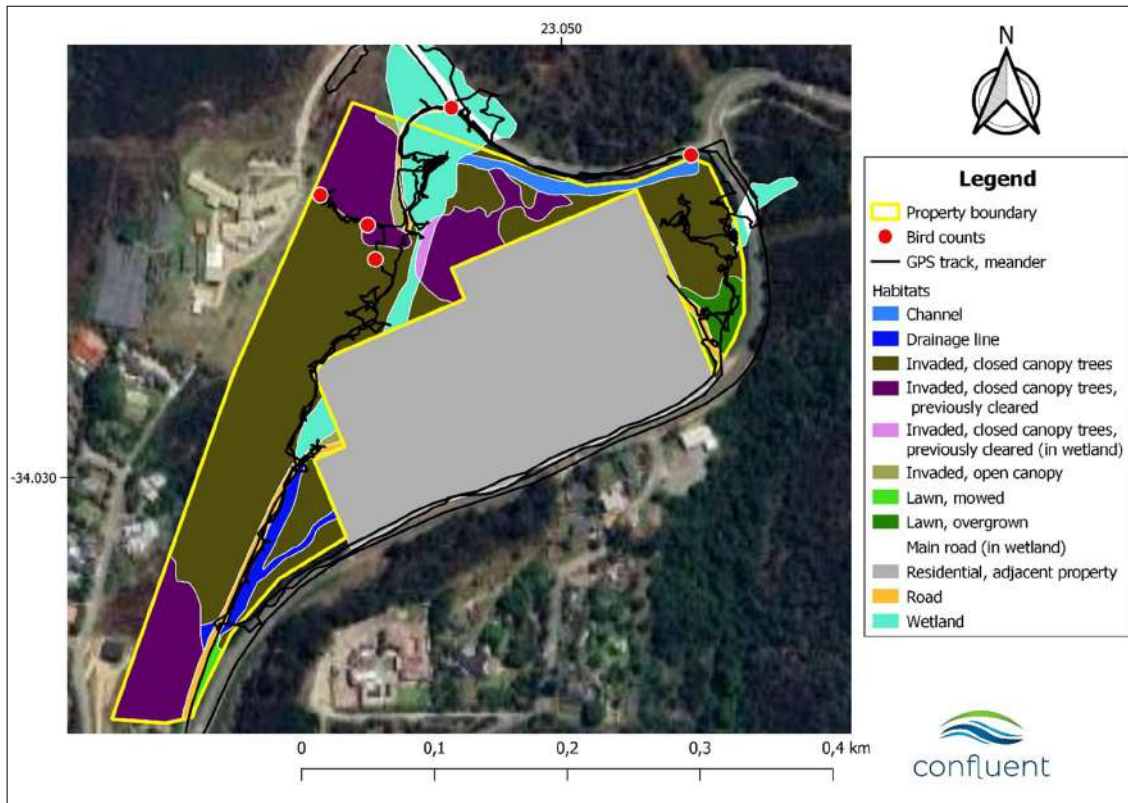 23.050
-34.030
N
Legend
Property boundary
Bird counts
GPS track, meander
Habitats
Channel
Drainage line
Invaded, closed canopy trees
Invaded, closed canopy trees,
previously cleared
Invaded, closed canopy trees,
previously cleared (in wetland)
Invaded, open canopy
Lawn, mowed
Lawn, overgrown
Main road (in wetland)
Residential, adjacent property
Road
Wetland
0 0,1 0,2 0,3 0,4 km
confluent